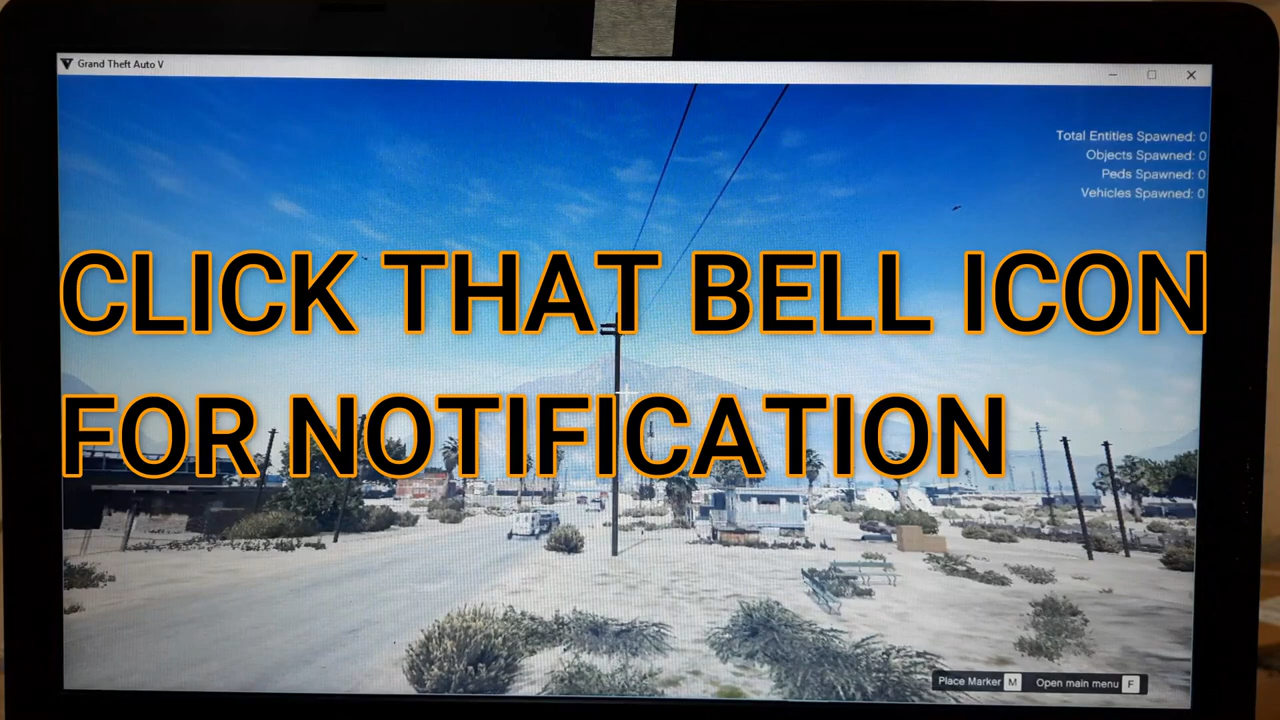 Grand Theft Auto V
Total Entities Spawned: 0
Objects Spawned: 0
Peds Spawned: 0
Vehicles Spawned: 0
CLICK THAT BELL ICON
FOR NOTIFICATION
Place Marker M Open main menu F